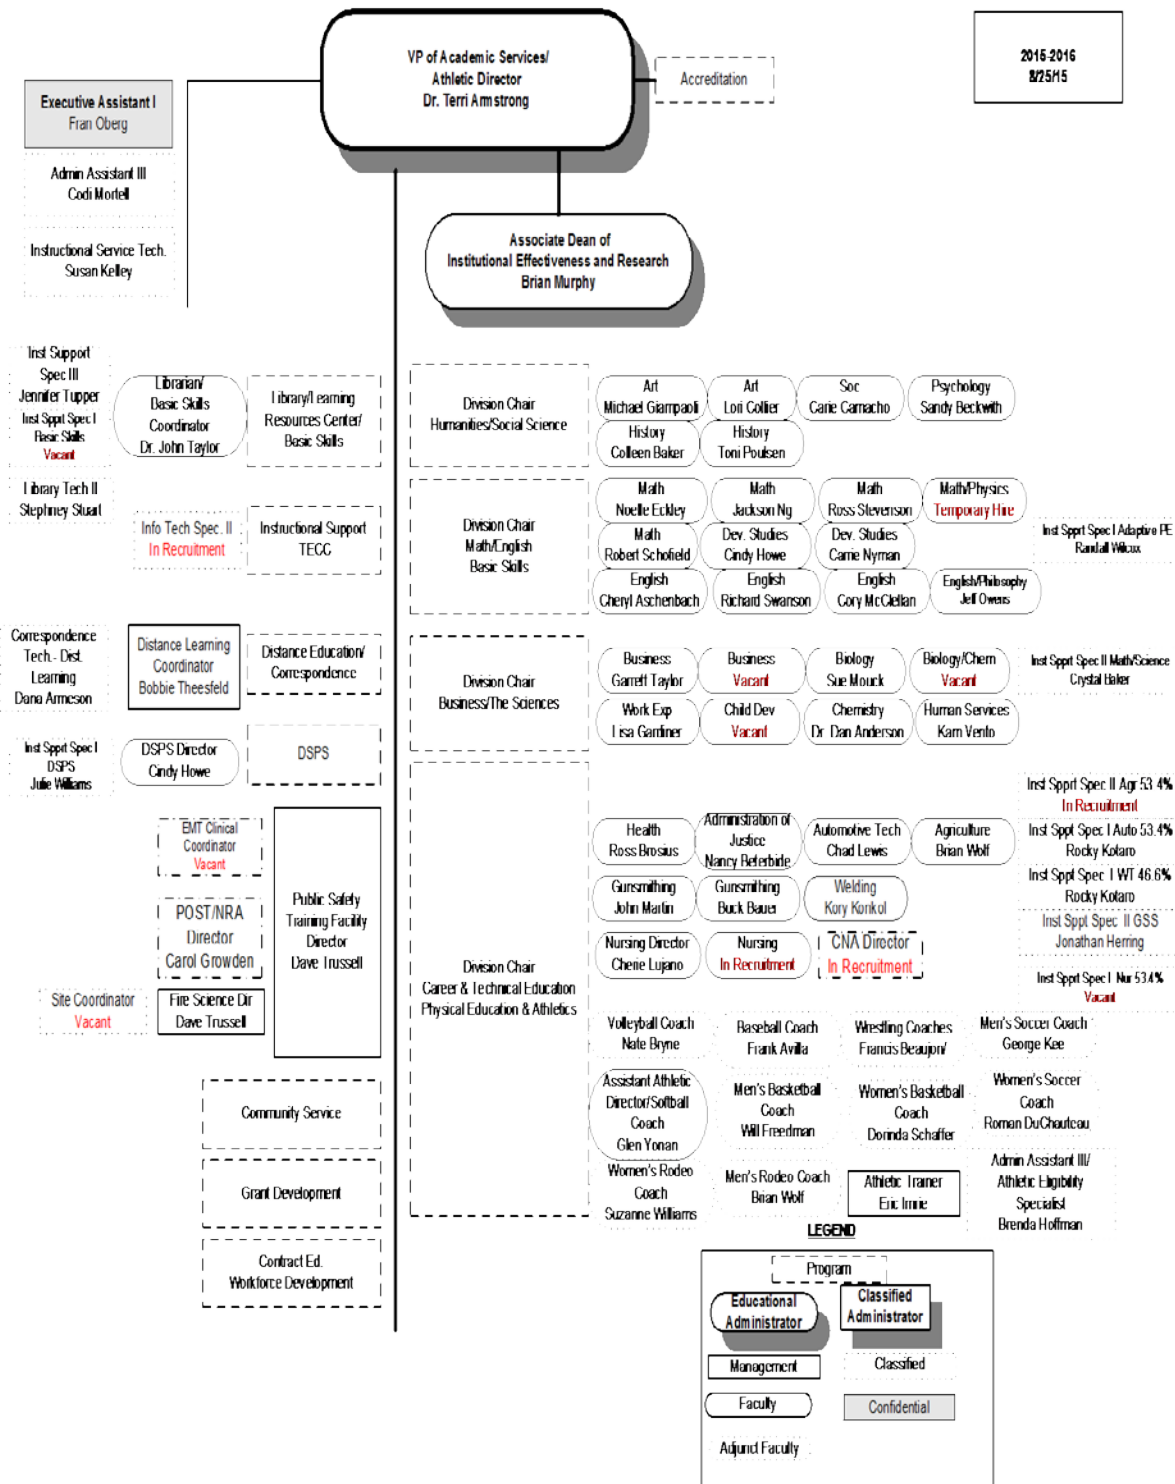 VP of Academic Services/
Athletic Director
Dr. Terri Armstrong
Accreditation
2015-2016
8/25/15
Executive Assistant I
Fran Oberg
Admin Assistant III
Codi Mortell
Instructional Service Tech.
Susan Kelley
Associate Dean of
Institutional Effectiveness and Research
Brian Murphy
Inst Support
Spec III
Jennifer Tupper
Inst Spprt Spec I
Basic Skills
Vacant
Librarian/
Basic Skills
Coordinator
Dr. John Taylor
Library/Learning
Resources Center/
Basic Skills
Library Tech II
Stephney Stuart
Info Tech Spec. II
In Recruitment
Instructional Support
TECC
Correspondence
Tech.- Dist.
Learning
Dana Armeson
Distance Learning
Coordinator
Bobbie Theesfeld
Distance Education/
Correspondence
Inst Spprt Spec I
DSPS
Julie Williams
DSPS Director
Cindy Howe
DSPS
EMT Clinical
Coordinator
Vacant
POST/NRA
Director
Carol Growden
Site Coordinator
Vacant
Fire Science Dir
Dave Trussell
Public Safety
Training Facility
Director
Dave Trussell
Community Service
Grant Development
Contract Ed.
Workforce Development
Division Chair
Humanities/Social Science
Art
Michael Giampaoli
Art
Lori Collier
Soc
Carie Camacho
Psychology
Sandy Beckwith
History
Colleen Baker
History
Toni Poulsen
Division Chair
Math/English
Basic Skills
Math
Noelle Eckley
Math
Jackson Ng
Math
Ross Stevenson
Math/Physics
Temporary Hire
Math
Robert Schofield
Dev. Studies
Cindy Howe
Dev. Studies
Carrie Nyman
Inst Spprt Spec I Adaptive PE
Randall Wilcox
English
Cheryl Aschenbach
English
Richard Swanson
English
Cory McClellan
English/Philosophy
Jeff Owens
Division Chair
Business/The Sciences
Business
Garrett Taylor
Business
Vacant
Biology
Sue Mouck
Biology/Chem
Vacant
Inst Spprt Spec II Math/Science
Crystal Baker
Work Exp
Lisa Gardiner
Child Dev
Vacant
Chemistry
Dr. Dan Anderson
Human Services
Kam Vento
Division Chair
Career & Technical Education
Physical Education & Athletics
Inst Spprt Spec II Agr 53.4%
In Recruitment
Health
Ross Brosius
Administration of
Justice
Nancy Beterbide
Automotive Tech
Chad Lewis
Agriculture
Brian Wolf
Inst Sppt Spec I Auto 53.4%
Rocky Kotaro
Inst Sppt Spec I WT 46.6%
Rocky Kotaro
Gunsmithing
John Martin
Gunsmithing
Buck Bauer
Welding
Kory Konkol
Inst Sppt Spec II GSS
Jonathan Herring
Nursing Director
Cherie Lujano
Nursing
In Recruitment
CNA Director
In Recruitment
Inst Spprt Spec I Nur 53.4%
Vacant
Volleyball Coach
Nate Bryne
Baseball Coach
Frank Avilla
Wrestling Coaches
Francis Beaujon/
Men's Soccer Coach
George Kee
Assistant Athletic
Director/Softball
Coach
Glen Yonan
Men's Basketball
Coach
Will Freedman
Women's Basketball
Coach
Dorinda Schaffer
Women's Soccer
Coach
Roman DuChauteau
Women's Rodeo
Coach
Suzanne Williams
Men's Rodeo Coach
Brian Wolf
Athletic Trainer
Eric Imrie
Admin Assistant III/
Athletic Eligibility
Specialist
Brenda Hoffman
LEGEND
Program
Educational
Administrator
Classified
Administrator
Management
Classified
Faculty
Confidential
Adjunct Faculty